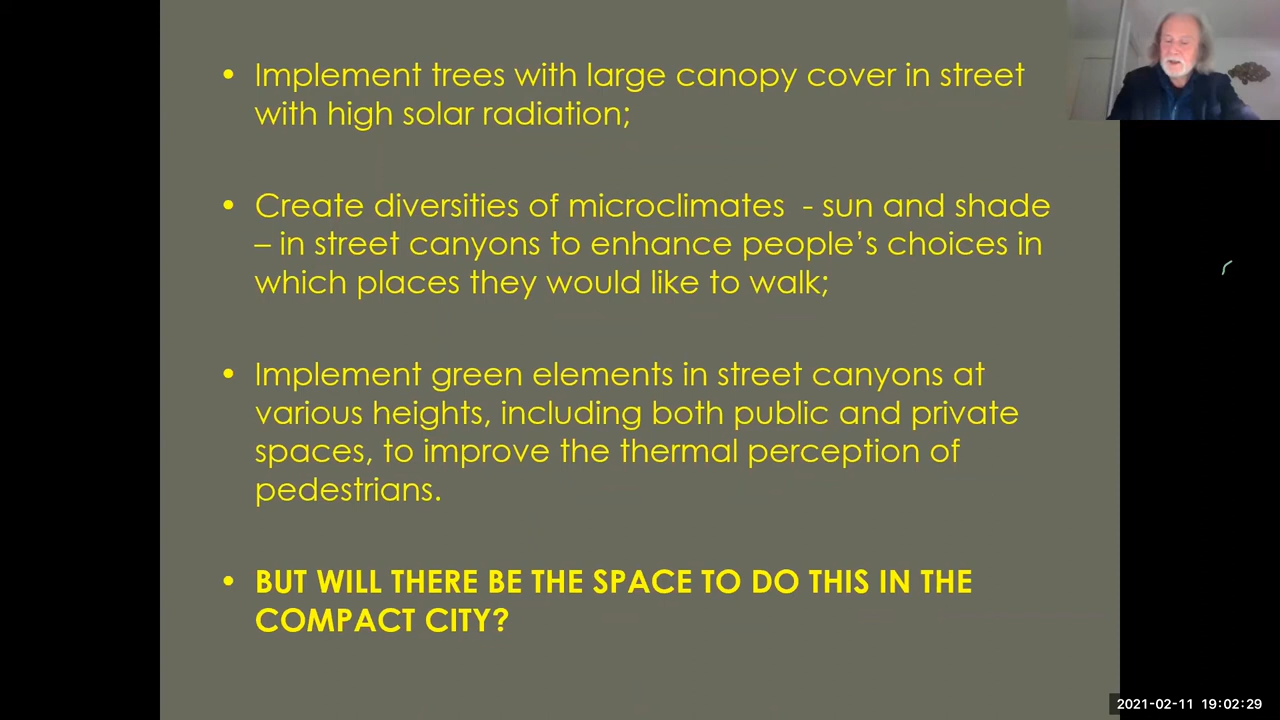 • Implement trees with large canopy cover in street
with high solar radiation;
• Create diversities of microclimates  - sun and shade
– in street canyons to enhance people’s choices in
which places they would like to walk;
• Implement green elements in street canyons at
various heights, including both public and private
spaces, to improve the thermal perception of
pedestrians.
• BUT WILL THERE BE THE SPACE TO DO THIS IN THE
COMPACT CITY?
2021-02-11 19:02:29